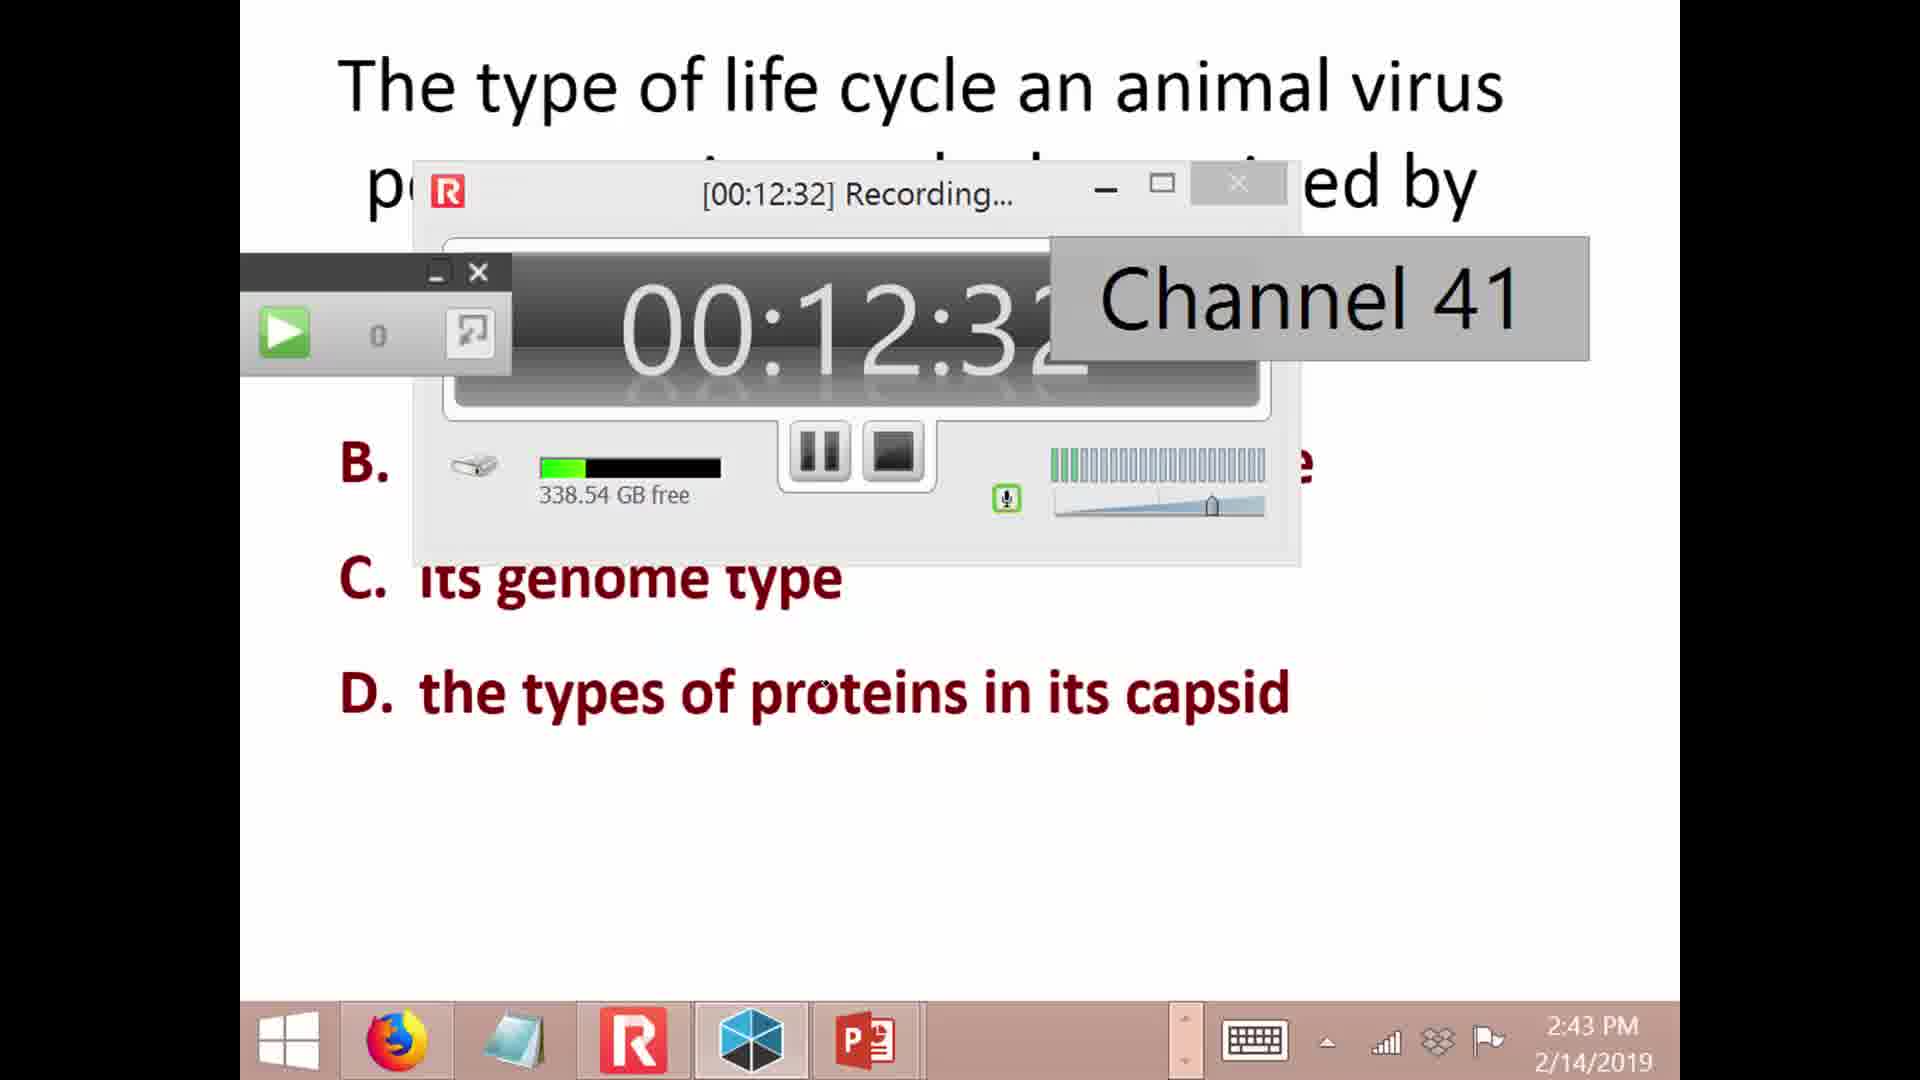 The type of life cycle an animal virus
ed by
[00:12:32] Recording...
Channel 41
00:12:32
0
B.
338.54 GB free
C. its genome type
D. the types of proteins in its capsid
2:43 PM
2/14/2019